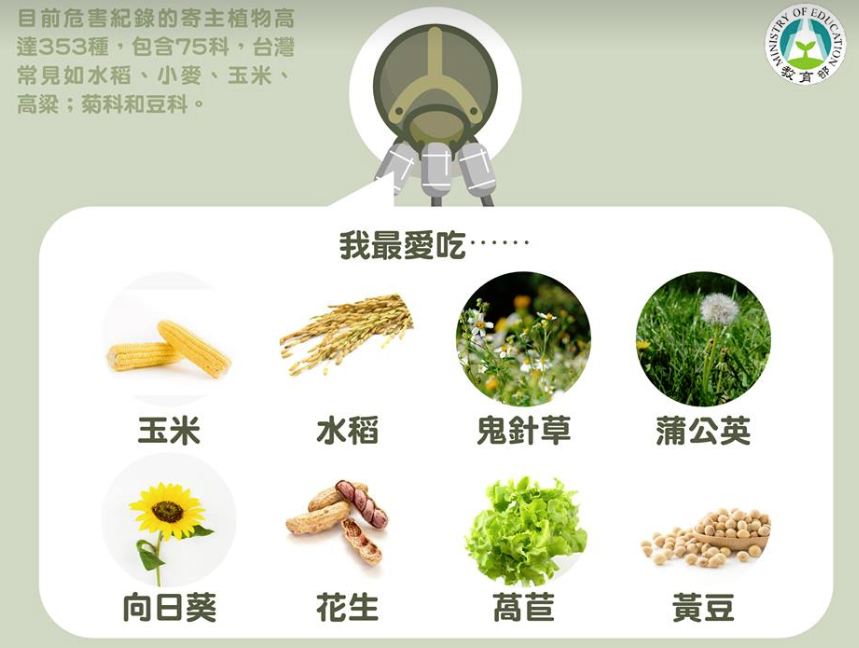 目前危害紀錄的寄主植物高
達353種，包含75科，台灣
常見如水稻、小麥、玉米、
高粱；菊科和豆科。
MINISTRY OF EDUCATION
教育部
我最愛吃……
玉米
水稻
鬼針草
蒲公英
向日葵
花生
萵苣
黃豆